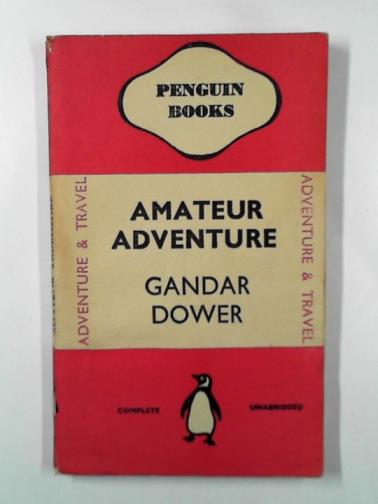 PENGUIN
BOOKS
ADVENTURE & TRAVEL
AMATEUR
ADVENTURE
GANDAR
DOWER
ADVENTURE & TRAVEL
COMPLETE
UNABRIDGED